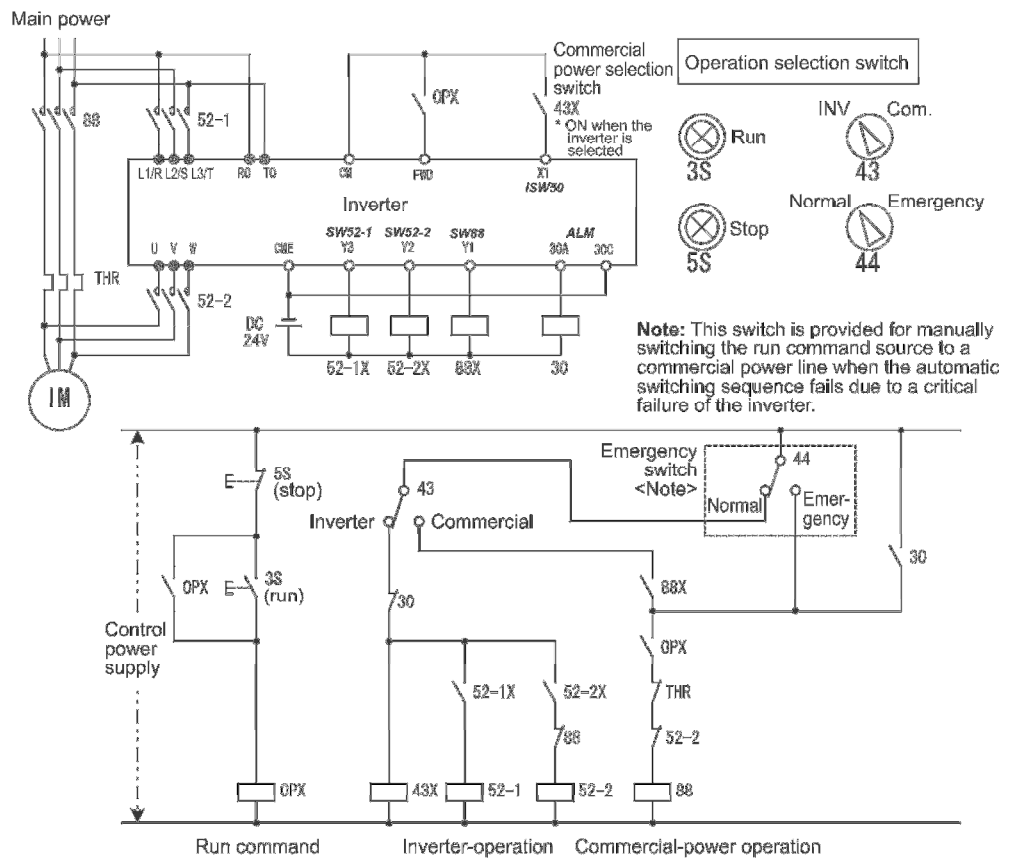 Main power
88
52-1
OPX
Commercial
power selection
switch
43X
* ON when the
inverter is
selected
Operation selection switch
Run
3S
INV
Com.
43
Stop
5S
Normal
Emergency
44
L1/R L2/S L3/T
R0
T0
CM
FWD
X1
ISW50
Inverter
SW52-1
Y3
SW52-2
Y2
SW88
Y1
ALM
30A
30C
U V W
CME
THR
52-2
DC
24V
52-1X
52-2X
88X
30
IM
Note: This switch is provided for manually
switching the run command source to a
commercial power line when the automatic
switching sequence fails due to a critical
failure of the inverter.
5S
(stop)
Emergency
switch
<Note>
44
Normal
Emer-
gency
43
Inverter
Commercial
OPX
3S
(run)
30
88X
30
Control
power
supply
OPX
52-1X
52-2X
THR
88
52-2
OPX
43X
52-1
52-2
88
Run command
Inverter-operation
Commercial-power operation